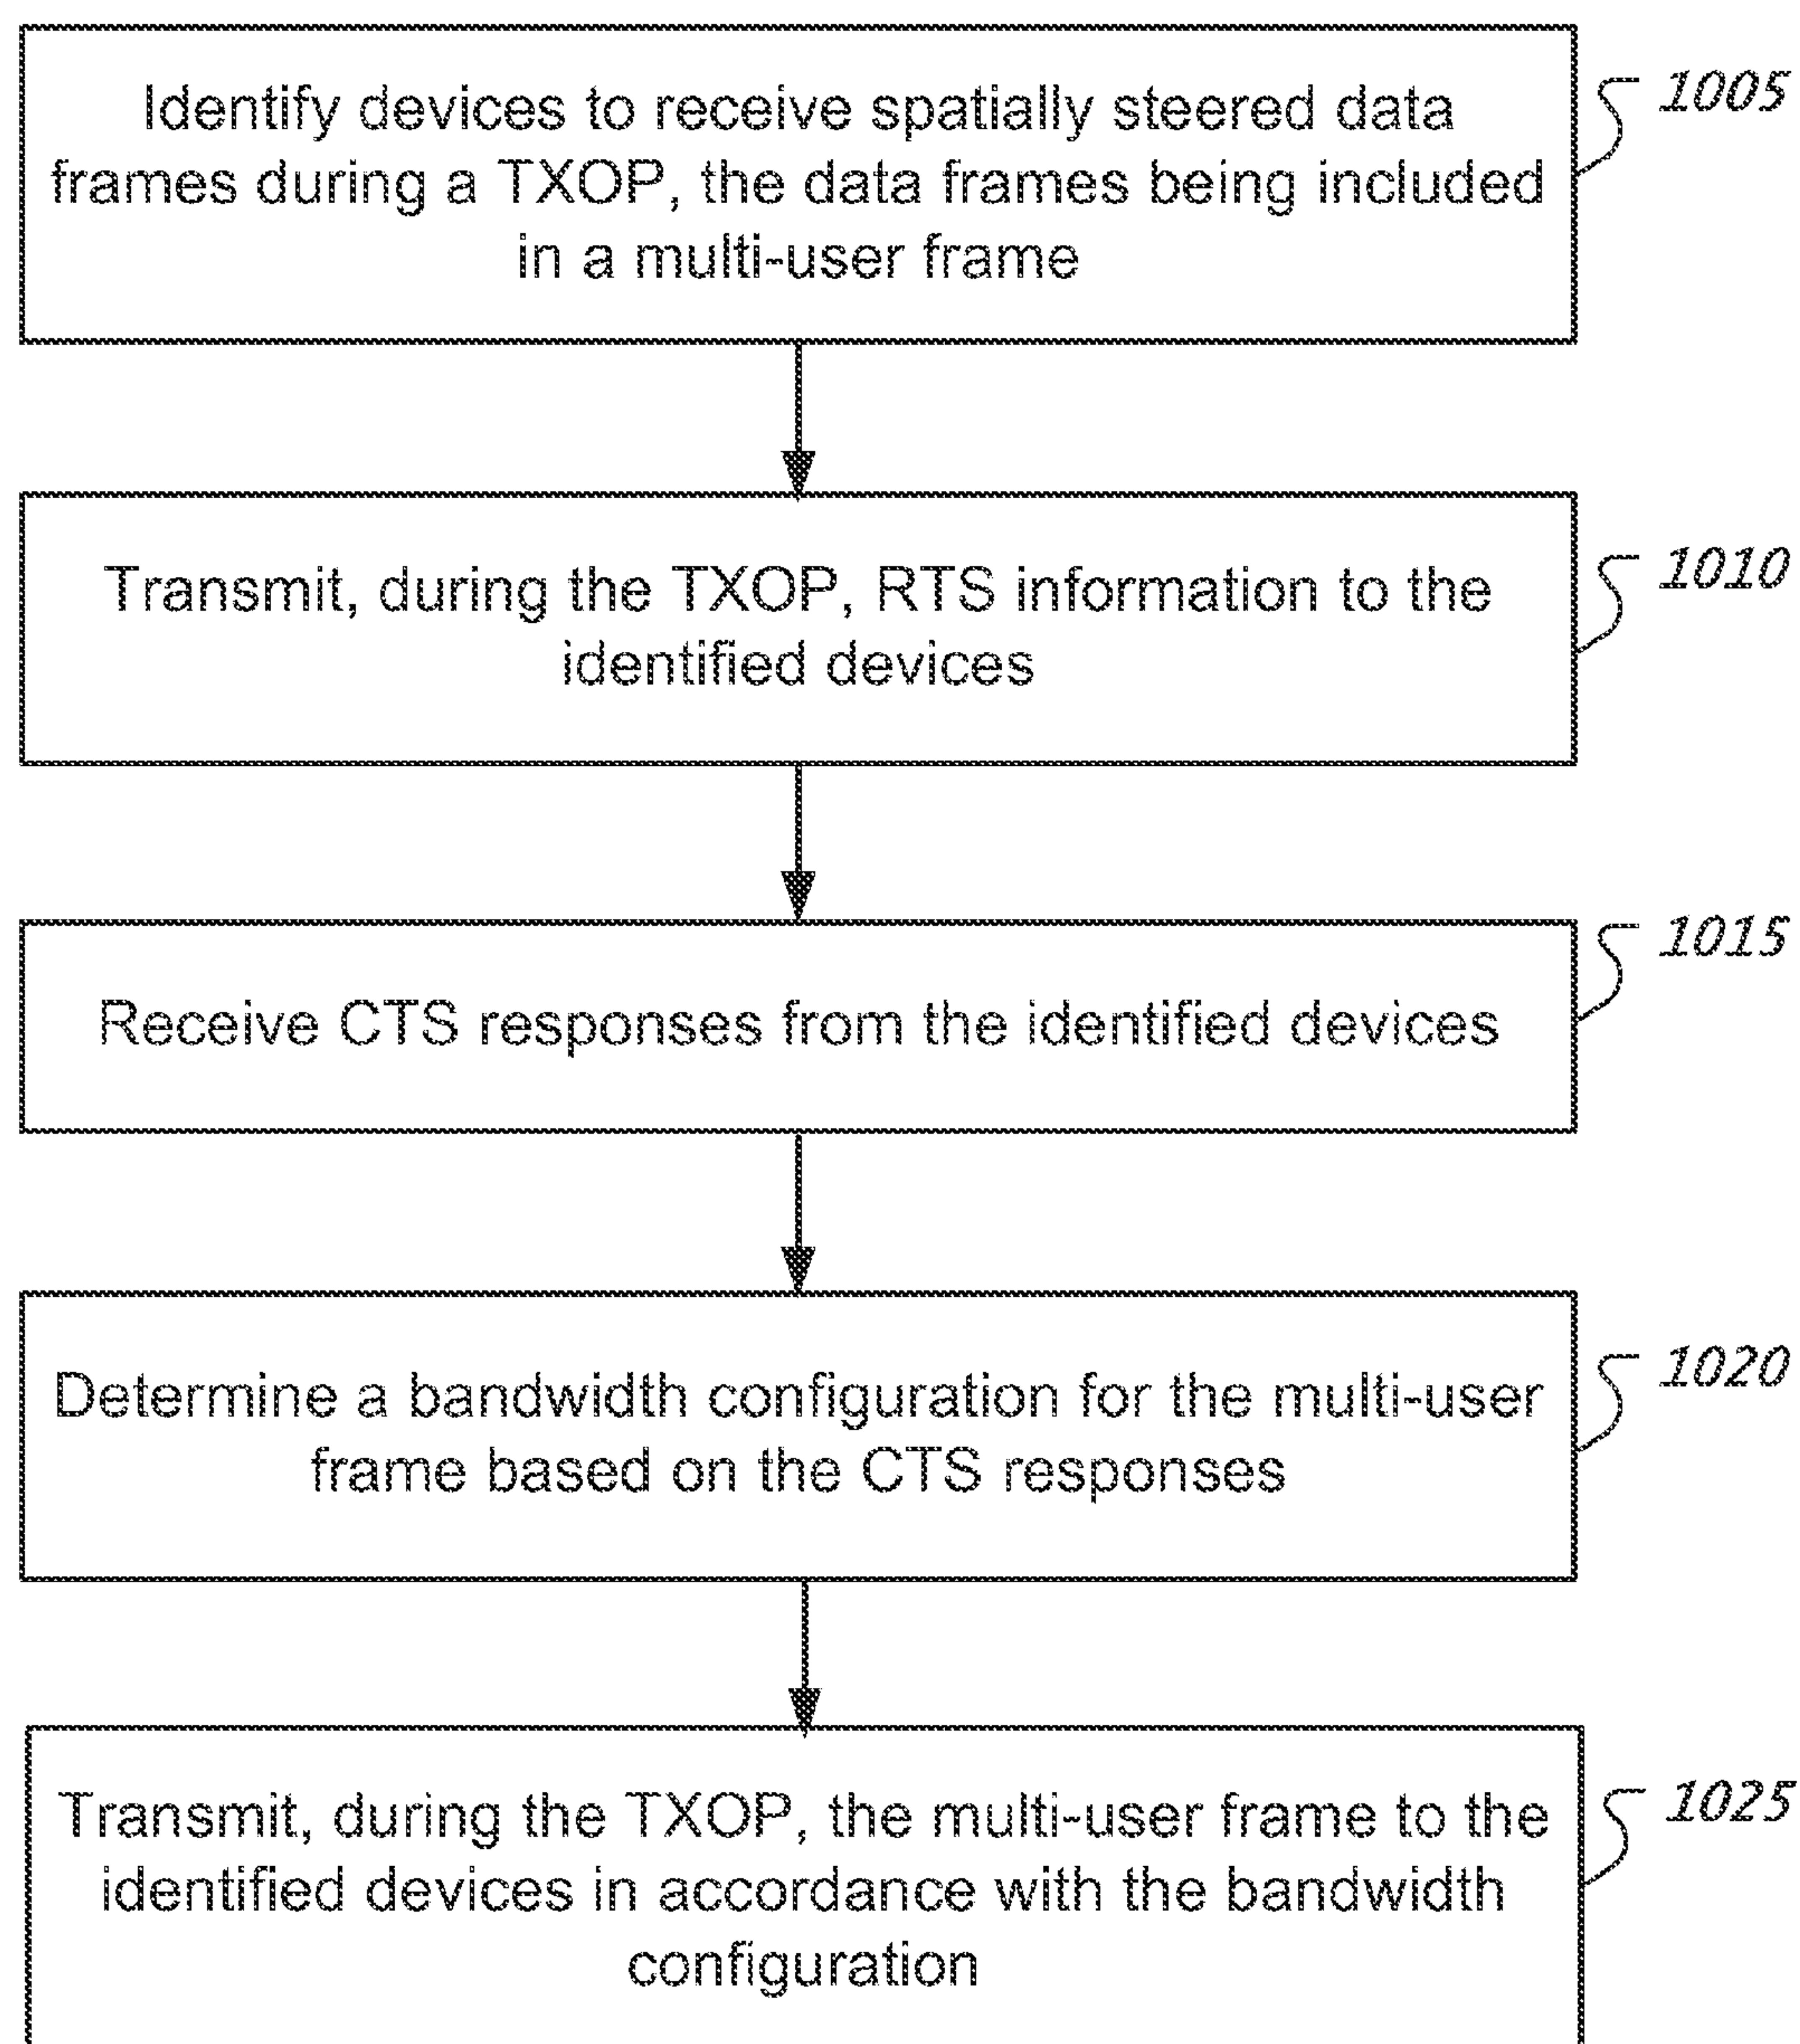 Identify devices to receive spatially steered data
frames during a TXOP, the data frames being included
in a multi-user frame
1005
Transmit, during the TXOP, RTS information to the
identified devices
1010
Receive CTS responses from the identified devices
1015
Determine a bandwidth configuration for the multi-user
frame based on the CTS responses
1020
Transmit, during the TXOP, the multi-user frame to the
identified devices in accordance with the bandwidth
configuration
1025